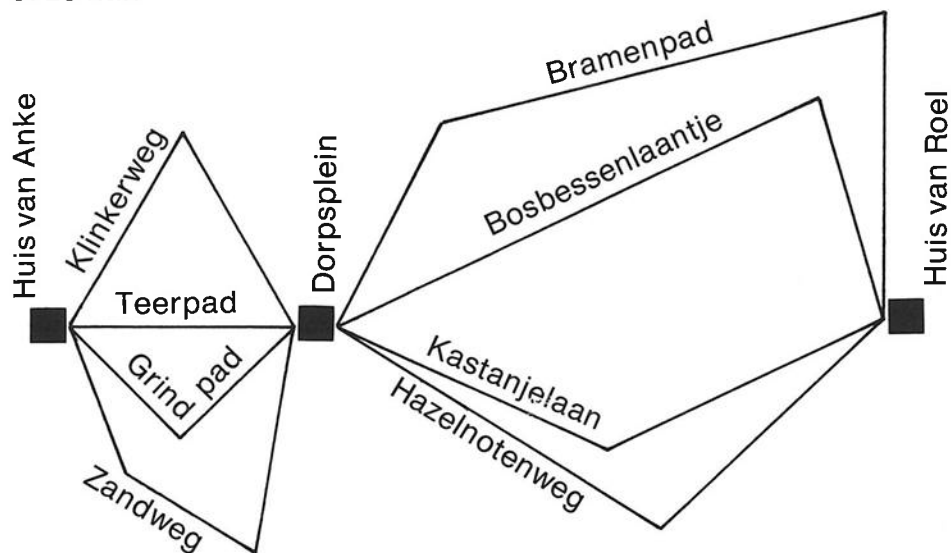 Huis van Anke
Klinkerweg
Teerpad
Grind
pad
Zandweg
Dorpsplein
Bramenpad
Bosbessenlaantje
Kastanjelaan
Hazelnotenweg
Huis van Roel